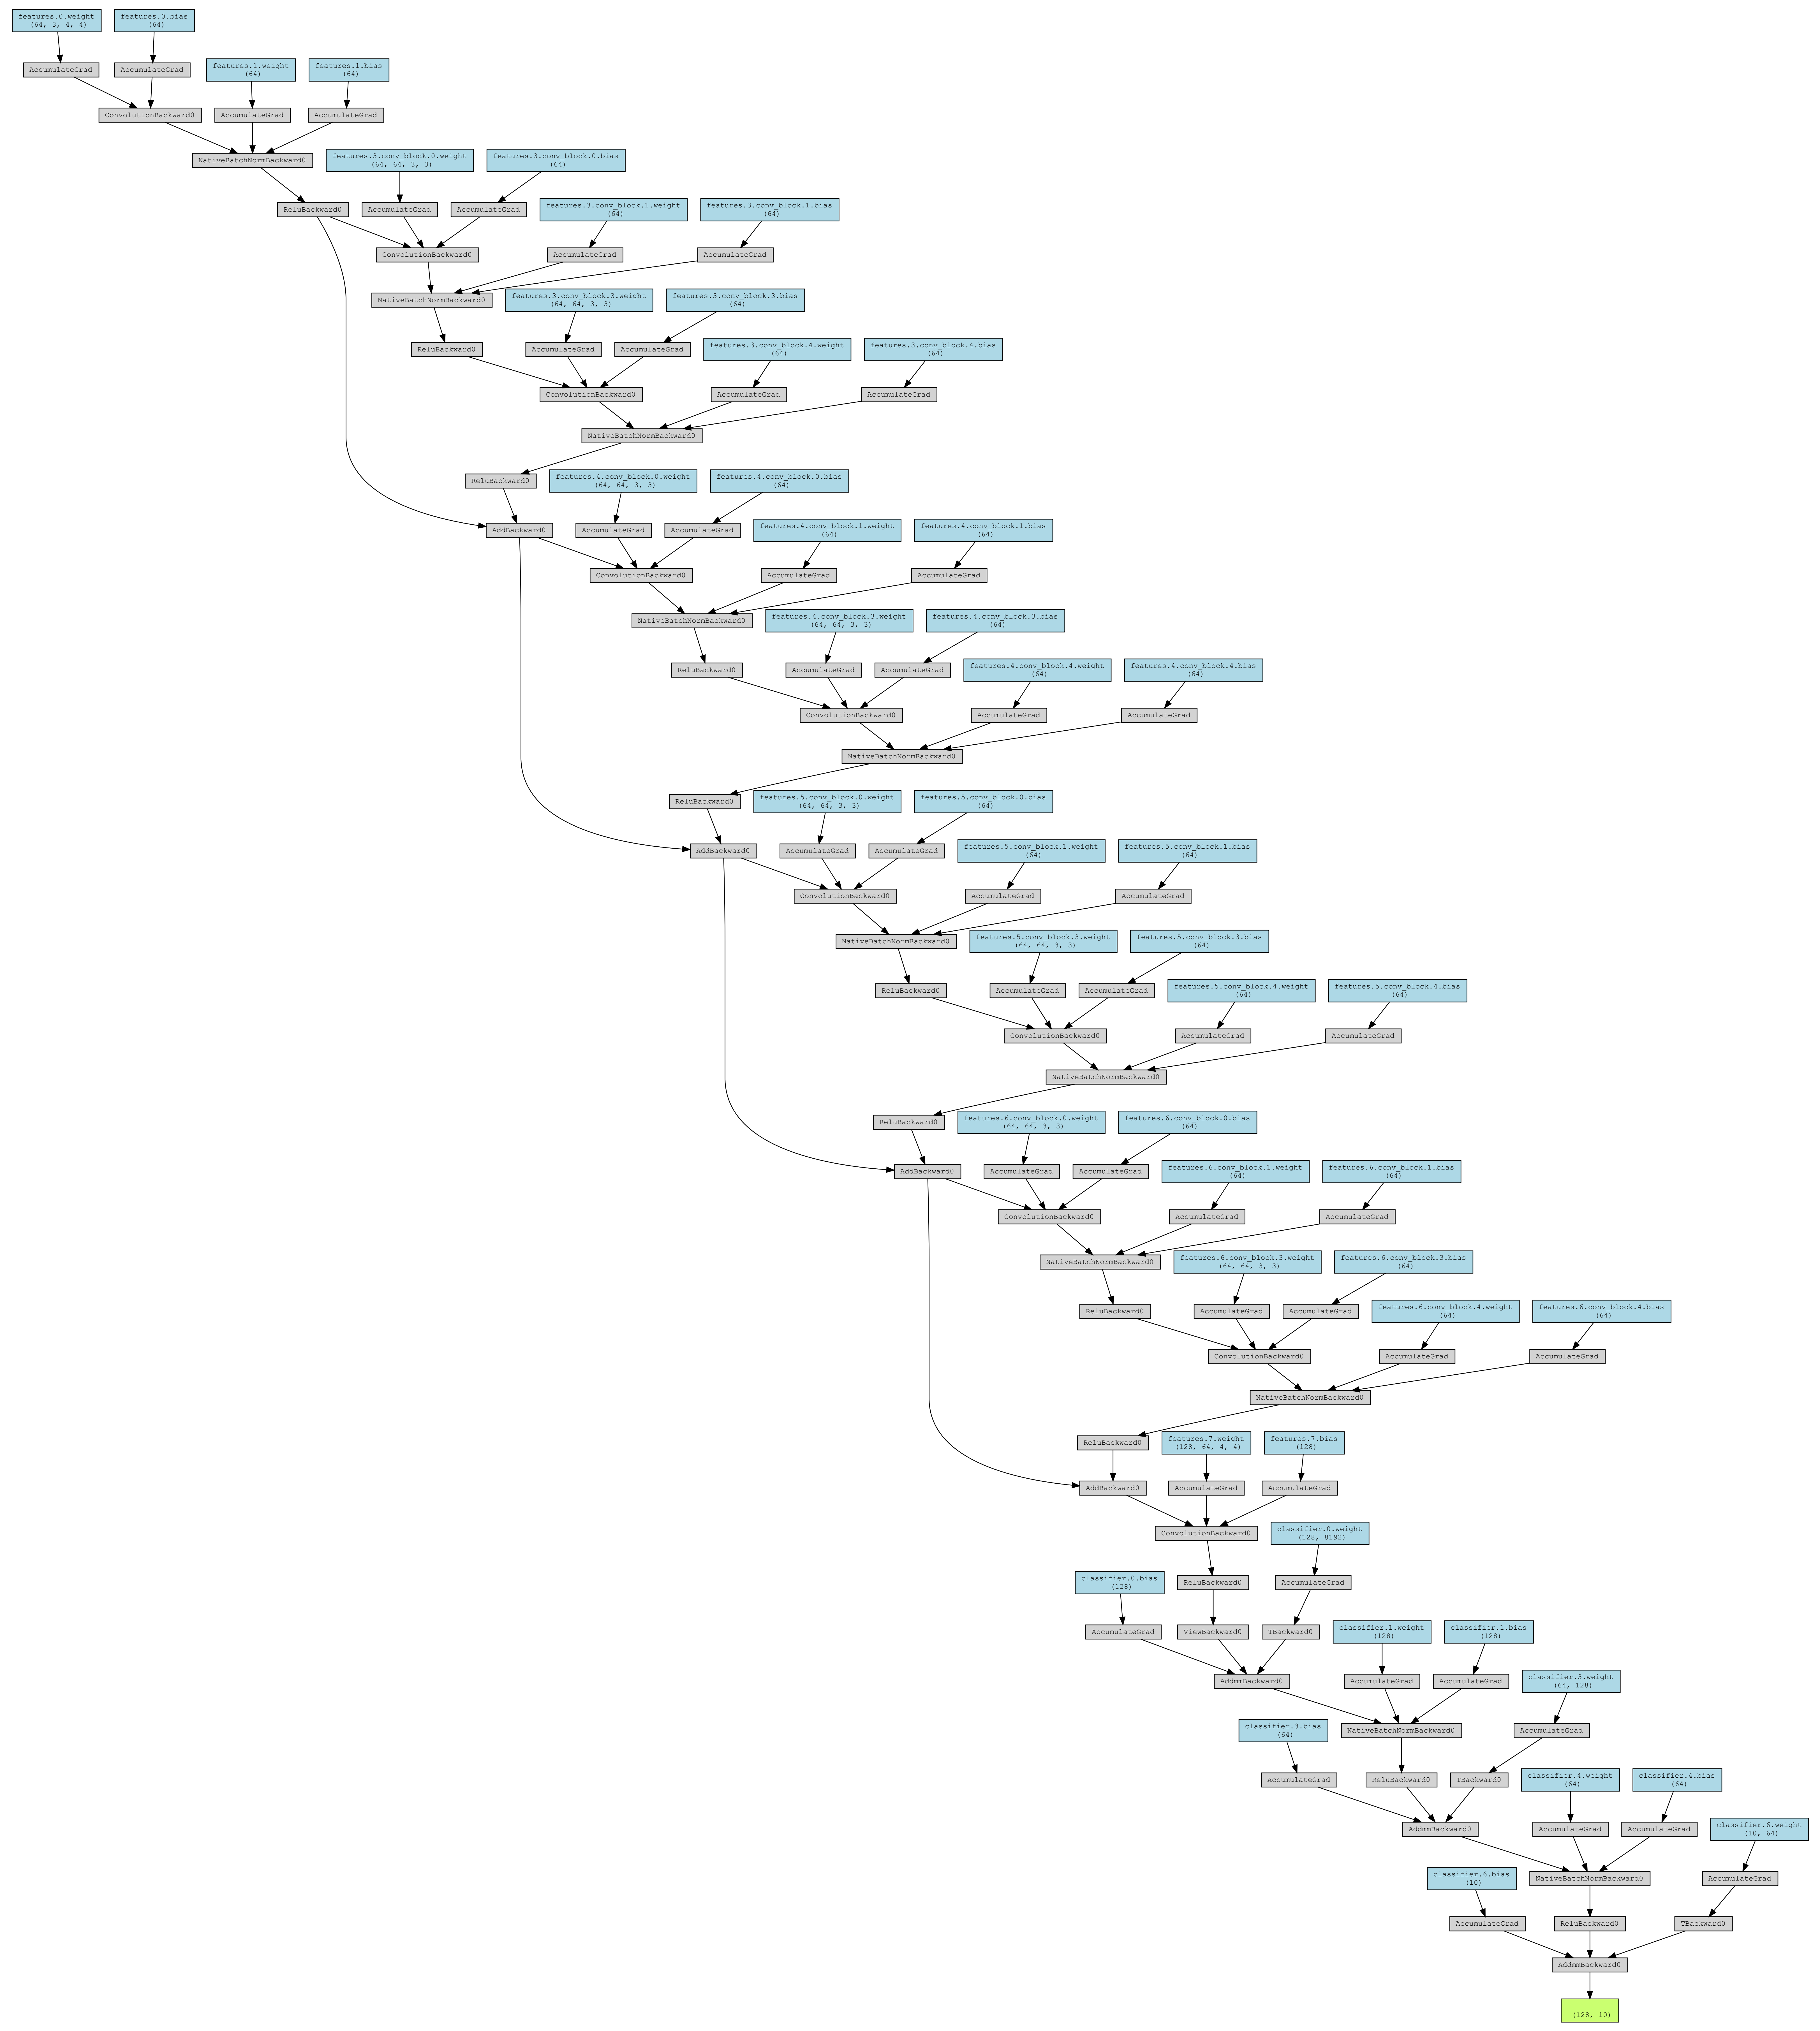 features.0.weight
(64, 3, 4, 4)
features.0.bias
(64)
AccumulateGrad
AccumulateGrad
features.1.weight
(64)
features.1.bias
(64)
ConvolutionBackward0
AccumulateGrad
AccumulateGrad
NativeBatchNormBackward0
features.3.conv_block.0.weight
(64, 64, 3, 3)
features.3.conv_block.0.bias
(64)
ReluBackward0
AccumulateGrad
AccumulateGrad
features.3.conv_block.1.weight
(64)
features.3.conv_block.1.bias
(64)
ConvolutionBackward0
AccumulateGrad
AccumulateGrad
NativeBatchNormBackward0
features.3.conv_block.3.weight
(64, 64, 3, 3)
features.3.conv_block.3.bias
(64)
ReluBackward0
AccumulateGrad
AccumulateGrad
features.3.conv_block.4.weight
(64)
features.3.conv_block.4.bias
(64)
ConvolutionBackward0
AccumulateGrad
AccumulateGrad
NativeBatchNormBackward0
ReluBackward0
features.4.conv_block.0.weight
(64, 64, 3, 3)
features.4.conv_block.0.bias
(64)
AddBackward0
AccumulateGrad
AccumulateGrad
features.4.conv_block.1.weight
(64)
features.4.conv_block.1.bias
(64)
ConvolutionBackward0
AccumulateGrad
AccumulateGrad
NativeBatchNormBackward0
features.4.conv_block.3.weight
(64, 64, 3, 3)
features.4.conv_block.3.bias
(64)
ReluBackward0
AccumulateGrad
AccumulateGrad
features.4.conv_block.4.weight
(64)
features.4.conv_block.4.bias
(64)
ConvolutionBackward0
AccumulateGrad
AccumulateGrad
NativeBatchNormBackward0
ReluBackward0
features.5.conv_block.0.weight
(64, 64, 3, 3)
features.5.conv_block.0.bias
(64)
AddBackward0
AccumulateGrad
AccumulateGrad
features.5.conv_block.1.weight
(64)
features.5.conv_block.1.bias
(64)
ConvolutionBackward0
AccumulateGrad
AccumulateGrad
NativeBatchNormBackward0
features.5.conv_block.3.weight
(64, 64, 3, 3)
features.5.conv_block.3.bias
(64)
ReluBackward0
AccumulateGrad
AccumulateGrad
features.5.conv_block.4.weight
(64)
features.5.conv_block.4.bias
(64)
ConvolutionBackward0
AccumulateGrad
AccumulateGrad
NativeBatchNormBackward0
ReluBackward0
features.6.conv_block.0.weight
(64, 64, 3, 3)
features.6.conv_block.0.bias
(64)
AddBackward0
AccumulateGrad
AccumulateGrad
features.6.conv_block.1.weight
(64)
features.6.conv_block.1.bias
(64)
ConvolutionBackward0
AccumulateGrad
AccumulateGrad
NativeBatchNormBackward0
features.6.conv_block.3.weight
(64, 64, 3, 3)
features.6.conv_block.3.bias
(64)
ReluBackward0
AccumulateGrad
AccumulateGrad
features.6.conv_block.4.weight
(64)
features.6.conv_block.4.bias
(64)
ConvolutionBackward0
AccumulateGrad
AccumulateGrad
NativeBatchNormBackward0
ReluBackward0
features.7.weight
(128, 64, 4, 4)
features.7.bias
(128)
AddBackward0
AccumulateGrad
AccumulateGrad
ConvolutionBackward0
classifier.0.weight
(128, 8192)
classifier.0.bias
(128)
ReluBackward0
AccumulateGrad
AccumulateGrad
ViewBackward0
TBackward0
classifier.1.weight
(128)
classifier.1.bias
(128)
AddmmBackward0
AccumulateGrad
AccumulateGrad
classifier.3.weight
(64, 128)
classifier.3.bias
(64)
NativeBatchNormBackward0
AccumulateGrad
AccumulateGrad
ReluBackward0
TBackward0
classifier.4.weight
(64)
classifier.4.bias
(64)
AddmmBackward0
AccumulateGrad
AccumulateGrad
classifier.6.weight
(10, 64)
classifier.6.bias
(10)
NativeBatchNormBackward0
AccumulateGrad
AccumulateGrad
ReluBackward0
TBackward0
AddmmBackward0
(128, 10)